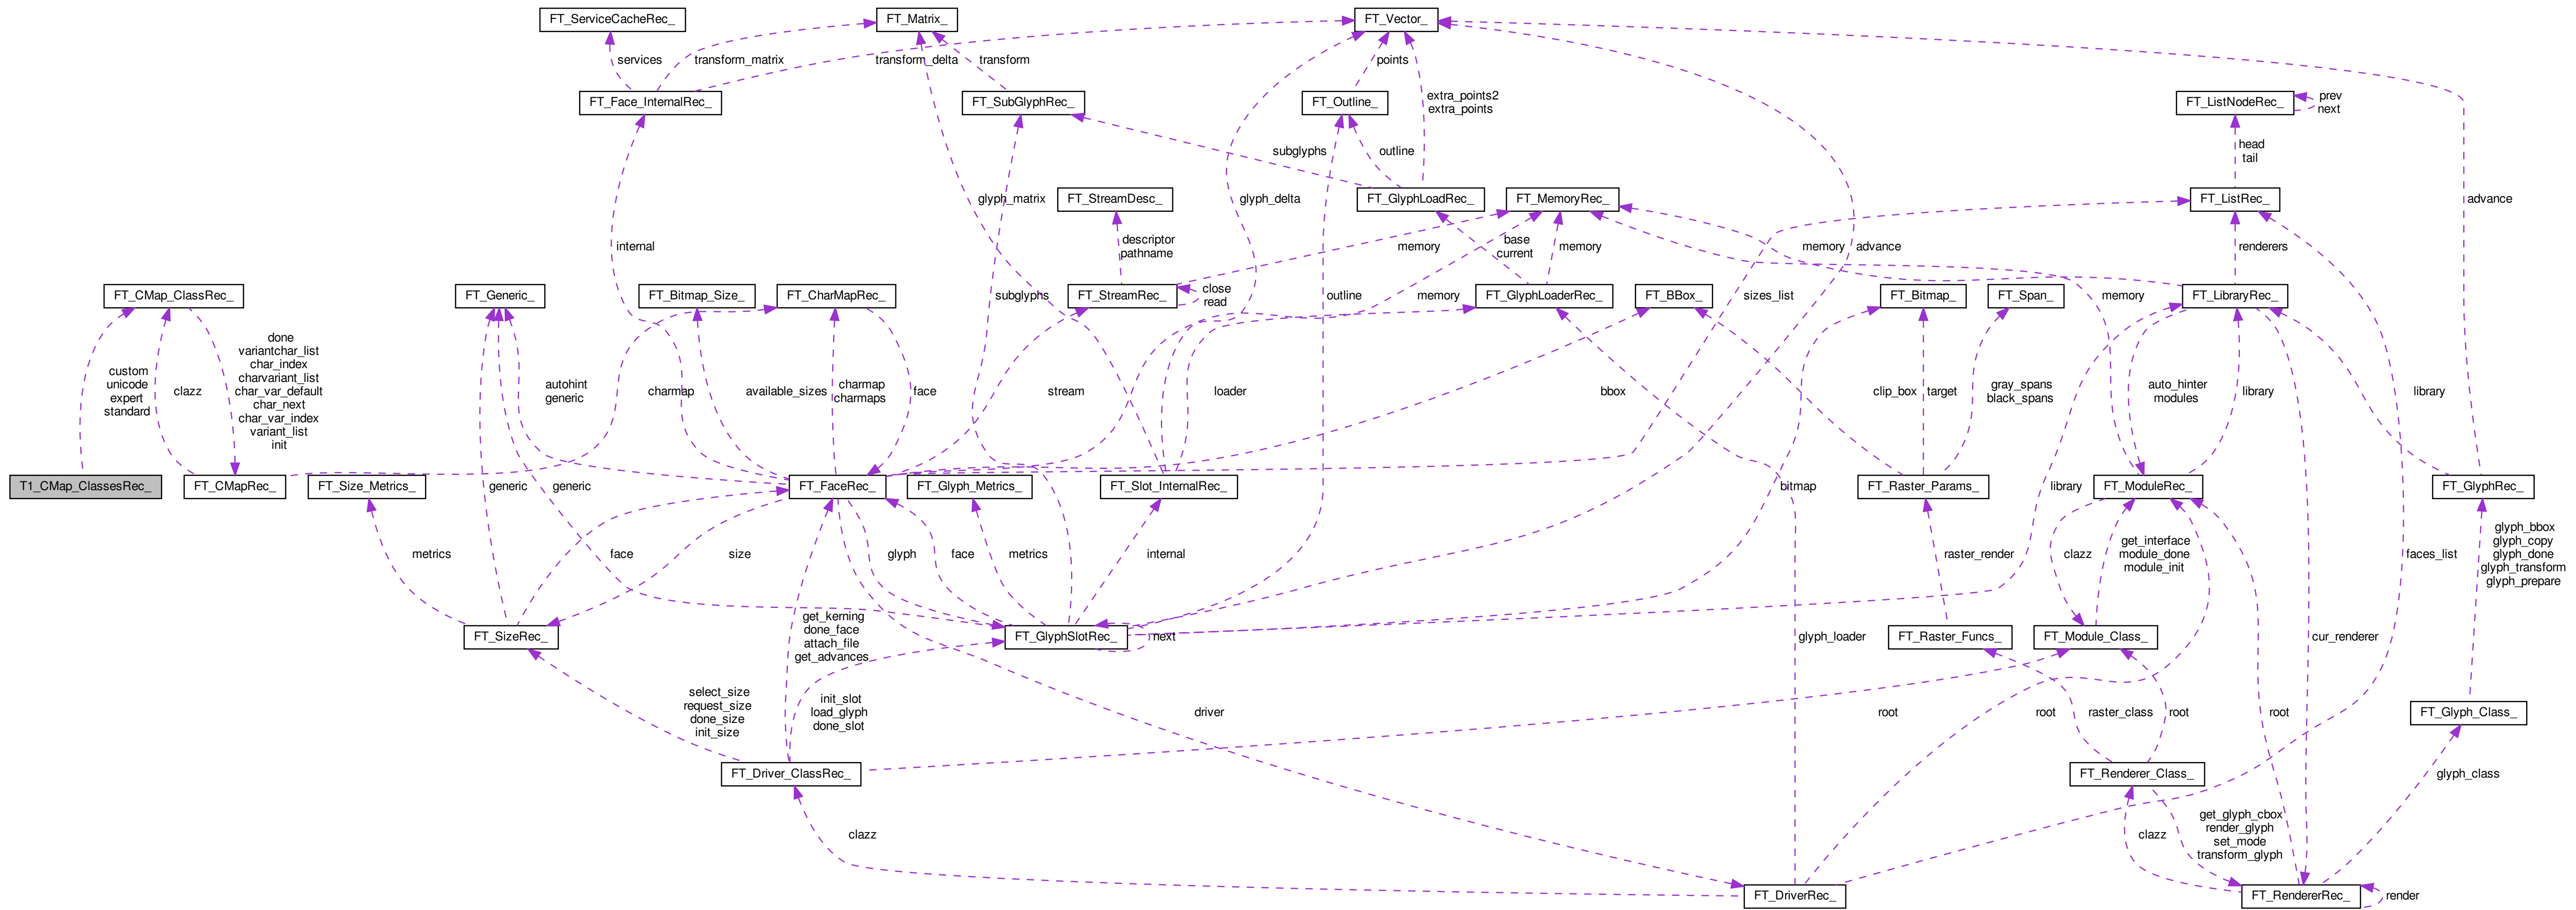 FT_ServiceCacheRec_
FT_Matrix_
FT_Vector_
services
transform_matrix
transform_delta
transform
points
FT_Face_InternalRec_
FT_SubGlyphRec_
FT_Outline_
extra_points2
extra_points
FT_ListNodeRec_
prev
next
subglyphs
outline
head
tail
FT_StreamDesc_
FT_GlyphLoadRec_
FT_MemoryRec_
FT_ListRec_
glyph_matrix
glyph_delta
advance
internal
descriptor
pathname
memory
base
current
memory
memory
advance
renderers
FT_CMap_ClassRec_
FT_Generic_
FT_Bitmap_Size_
FT_CharMapRec_
subglyphs
FT_StreamRec_
close
read
outline
memory
FT_GlyphLoaderRec_
FT_BBox_
sizes_list
FT_Bitmap_
FT_Span_
memory
FT_LibraryRec_
custom
unicode
expert
standard
clazz
done
variantchar_list
char_index
charvariant_list
char_var_default
char_next
char_var_index
variant_list
init
autohint
generic
charmap
available_sizes
charmap
charmaps
face
stream
loader
bbox
clip_box
target
gray_spans
black_spans
auto_hinter
modules
library
library
T1_CMap_ClassesRec_
FT_CMapRec_
FT_Size_Metrics_
generic
generic
FT_FaceRec_
FT_Glyph_Metrics_
FT_Slot_InternalRec_
bitmap
FT_Raster_Params_
library
FT_ModuleRec_
FT_GlyphRec_
metrics
face
size
glyph
face
metrics
internal
raster_render
clazz
get_interface
module_done
module_init
faces_list
glyph_bbox
glyph_copy
glyph_done
glyph_transform
glyph_prepare
FT_SizeRec_
get_kerning
done_face
attach_file
get_advances
FT_GlyphSlotRec_
next
glyph_loader
FT_Raster_Funcs_
FT_Module_Class_
cur_renderer
select_size
request_size
done_size
init_size
init_slot
load_glyph
done_slot
driver
root
root
raster_class
root
root
FT_Glyph_Class_
FT_Driver_ClassRec_
FT_Renderer_Class_
glyph_class
clazz
clazz
get_glyph_cbox
render_glyph
set_mode
transform_glyph
FT_DriverRec_
FT_RendererRec_
render